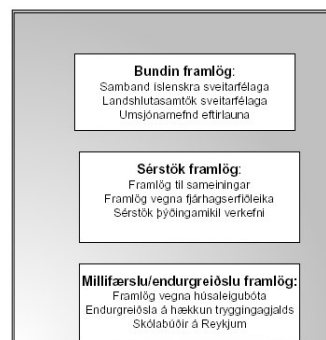 Bundin framlög:
Samband íslenskra sveitarfélaga
Landshlutasamtök sveitarfélaga
Umsjónarnefnd eftirlauna
Sérstök framlög:
Framlög til sameiningar
Framlög vegna fjárhagserfiðleika
Sérstök þýðingamikil verkefni
Millifærslu/endurgreiðslu framlög:
Framlög vegna húsaleigubóta
Endurgreiðsla á hækkun tryggingagjalds
Skólabúðir á Reykjum